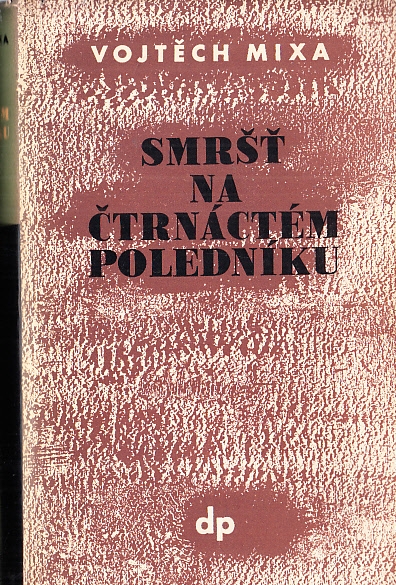 VOJTĚCH MIXA
SMRŠŤ
NA
ČTRNÁCTÉM
POLEDNÍKU
dp